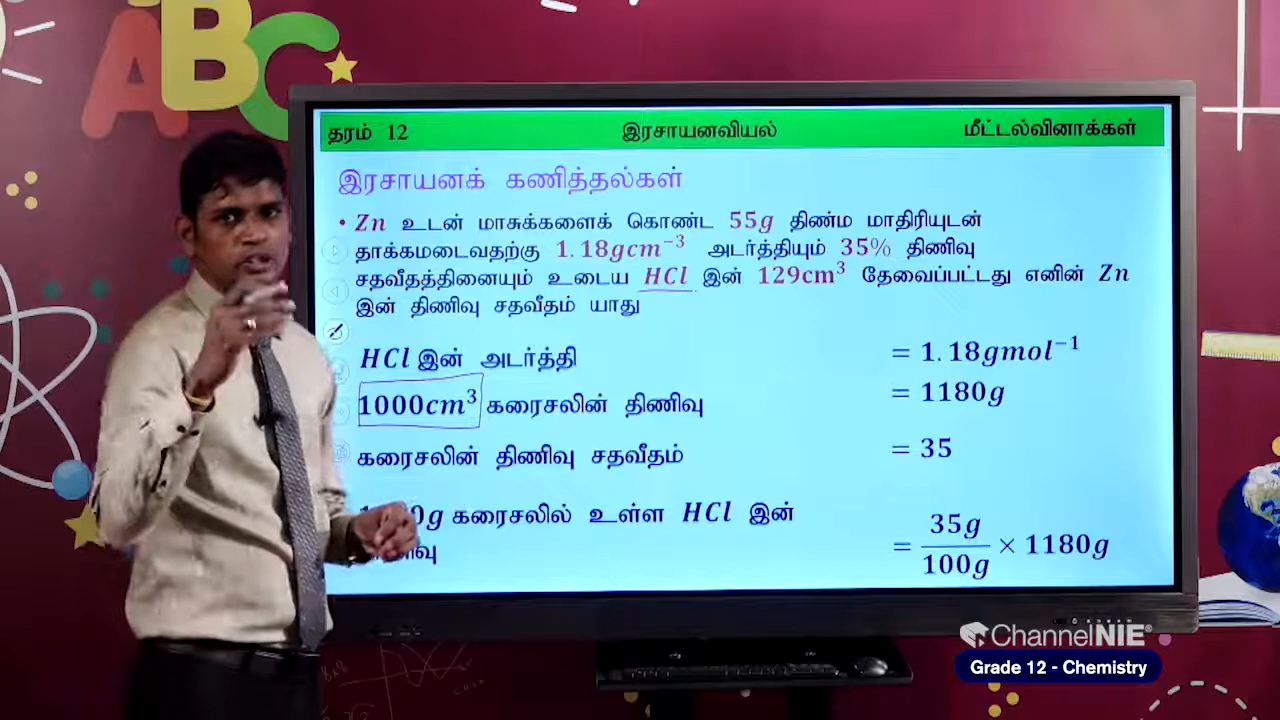 ABC
தரம் 12 இரசாயனவியல் மீட்டல்வினாக்கள்
இரசாயனக் கணித்தல்கள்
• Zn உடன் மாசுக்களைக் கொண்ட 55g திண்ம மாதிரியுடன்
தாக்கமடைவதற்கு 1.18gcm⁻³ அடர்த்தியும் 35% திணிவு
சதவீதத்தினையும் உடைய HCl இன் 129cm³ தேவைப்பட்டது எனின் Zn
இன் திணிவு சதவீதம் யாது
HCl இன் அடர்த்தி = 1.18gmol⁻¹
1000cm³ கரைசலின் திணிவு = 1180g
கரைசலின் திணிவு சதவீதம் = 35
g கரைசலில் உள்ள HCl இன்
= 35g/100g × 1180g
ChannelNIE®
Grade 12 - Chemistry